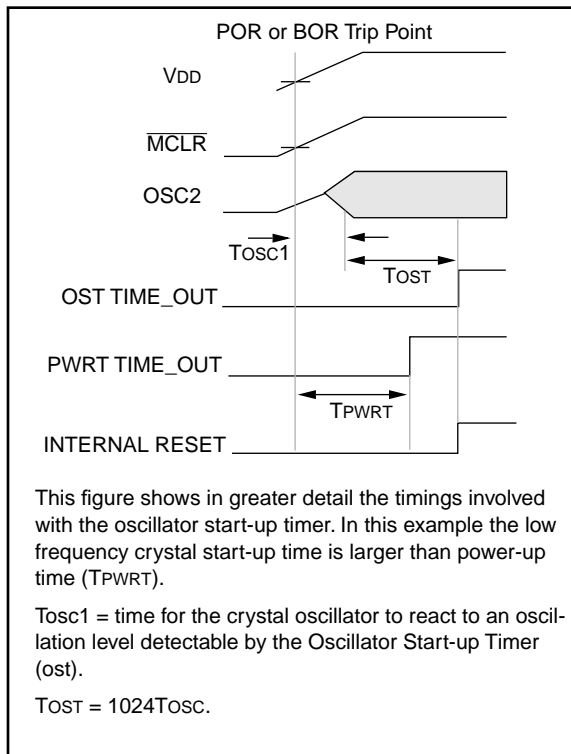 POR or BOR Trip Point
VDD
MCLR
OSC2
TOSC1
TOST
OST TIME_OUT
PWRT TIME_OUT
TPWRT
INTERNAL RESET
This figure shows in greater detail the timings involved
with the oscillator start-up timer. In this example the low
frequency crystal start-up time is larger than power-up
time (TPWRT).
Tosc1 = time for the crystal oscillator to react to an oscil-
lation level detectable by the Oscillator Start-up Timer
(ost).
TOST = 1024TOSC.